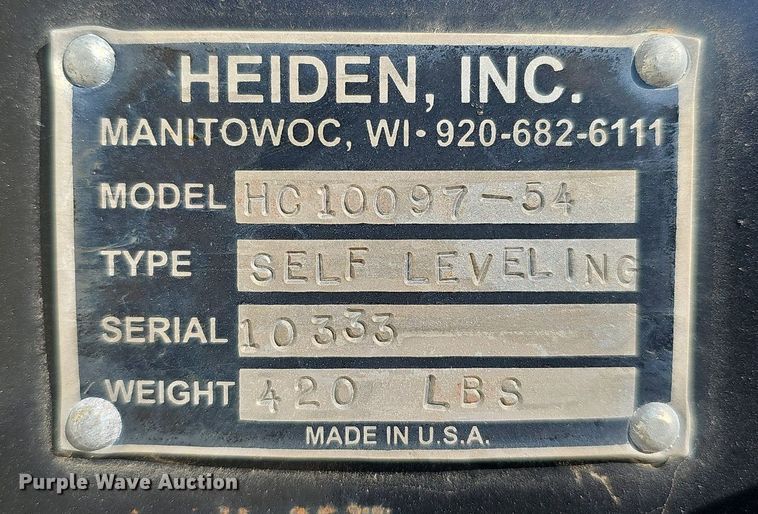 HEIDEN, INC.
MANITOWOC, WI • 920-682-6111
MODEL HC10097-54
TYPE SELF LEVELING
SERIAL 10333
WEIGHT 420 LBS
MADE IN U.S.A.
Purple Wave Auction